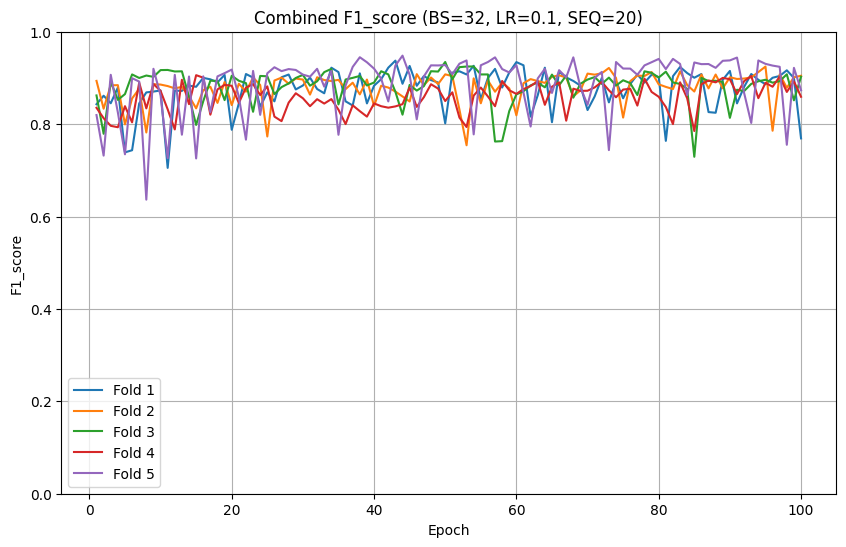 Combined F1_score (BS=32, LR=0.1, SEQ=20)
1.0
0.8
0.6
0.4
0.2
0.0
F1_score
Fold 1
Fold 2
Fold 3
Fold 4
Fold 5
0 20 40 60 80 100
Epoch